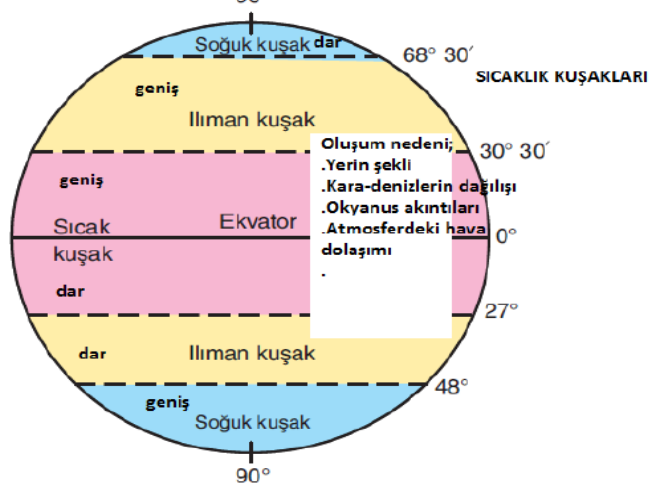 90°
Soğuk kuşak dar
68° 30′
SICAKLIK KUŞAKLARI
geniş
Ilıman kuşak
Oluşum nedeni;
30° 30′
.Yerin şekli
geniş
.Kara-denizlerin dağılışı
.Okyanus akıntıları
Sıcak
kuşak
Ekvator
.Atmosferdeki hava
dolaşımı
.
0°
dar
27°
dar
Ilıman kuşak
48°
geniş
Soğuk kuşak
90°